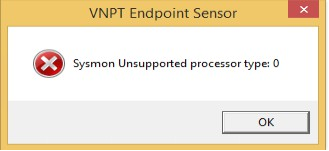 VNPT Endpoint Sensor
Sysmon Unsupported processor type: 0
OK